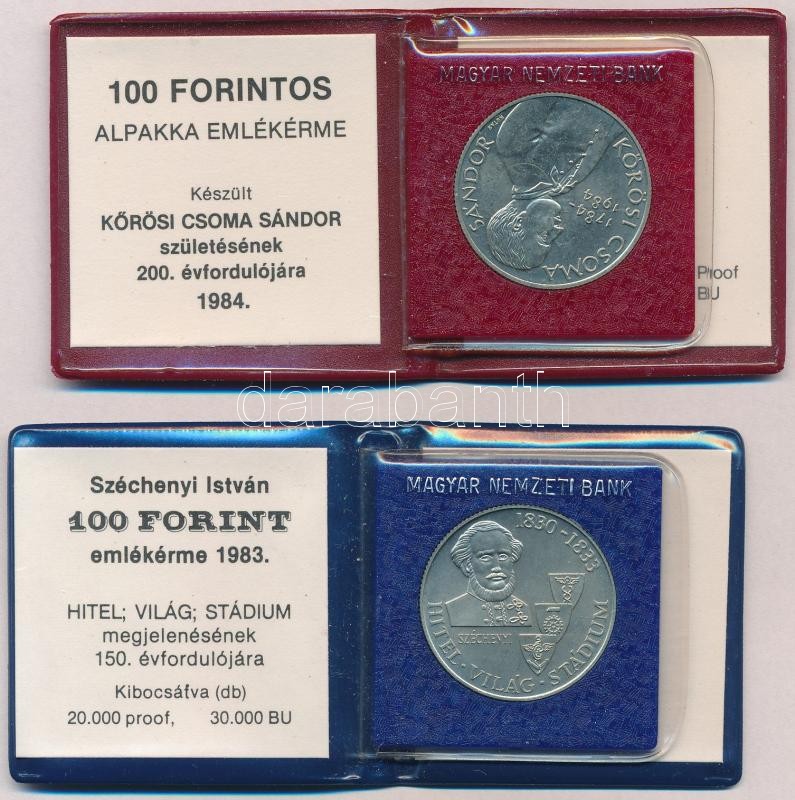 100 FORINTOS
ALPAKKA EMLÉKÉRME
Készült
KŐRÖSI CSOMA SÁNDOR
születésének
200. évfordulójára
1984.
MAGYAR NEMZETI BANK
KŐRÖSI CSOMA SÁNDOR
1784-
1984
Proof
BU
darabanth
Széchenyi István
100 FORINT
emlékérme 1983.
HITEL; VILÁG; STÁDIUM
megjelenésének
150. évfordulójára
Kibocsátva (db)
20.000 proof, 30.000 BU
MAGYAR NEMZETI BANK
1830-1833
SZÉCHENYI
HITEL · VILÁG · STÁDIUM